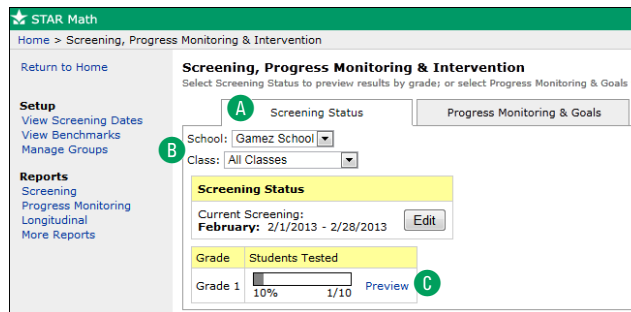 STAR Math
Home > Screening, Progress Monitoring & Intervention
Return to Home
Setup
View Screening Dates
View Benchmarks
Manage Groups
Reports
Screening
Progress Monitoring
Longitudinal
More Reports
Screening, Progress Monitoring & Intervention
Select Screening Status to preview results by grade; or select Progress Monitoring & Goals
A Screening Status Progress Monitoring & Goals
School: Gamez School
B
Class: All Classes
Screening Status
Current Screening:
February: 2/1/2013 - 2/28/2013 Edit
Grade Students Tested
Grade 1 Preview C
10% 1/10